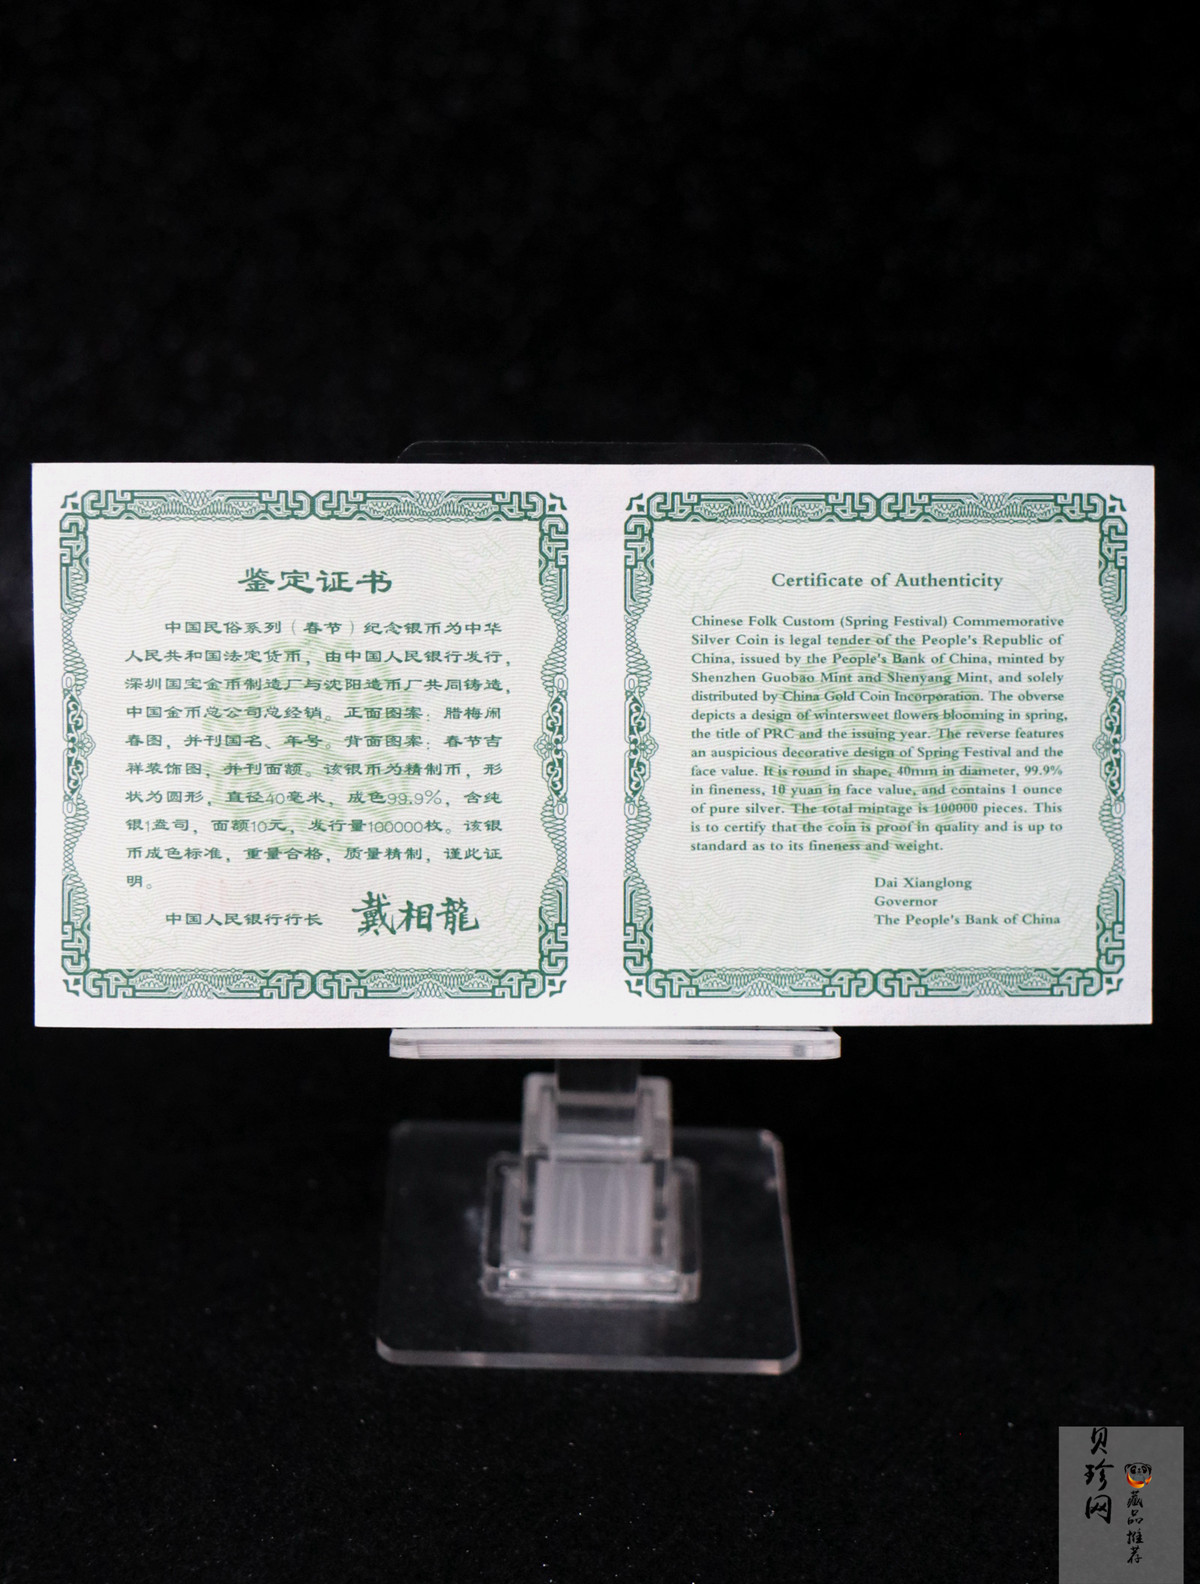 鉴定证书
中国民俗系列(春节)纪念银币为中华
人民共和国法定货币，由中国人民银行发行，
深圳国宝金币制造厂与沈阳造币厂共同铸造，
中国金币总公司总经销。正面图案：腊梅闹
春图，并刊国名、年号。背面图案：春节吉
祥装饰图，并刊面额。该银币为精制币，形
状为圆形，直径40毫米，成色99.9%，含纯
银1盎司，面额10元，发行量100000枚。该银
币成色标准，重量合格，质量精制，谨此证
明。
中国人民银行行长 戴相龍
Certificate of Authenticity
Chinese Folk Custom (Spring Festival) Commemorative
Silver Coin is legal tender of the People's Republic of
China, issued by the People's Bank of China, minted by
Shenzhen Guobao Mint and Shenyang Mint, and solely
distributed by China Gold Coin Incorporation. The obverse
depicts a design of wintersweet flowers blooming in spring,
the title of PRC and the issuing year. The reverse features
an auspicious decorative design of Spring Festival and the
face value. It is round in shape, 40mm in diameter, 99.9%
in fineness, 10 yuan in face value, and contains 1 ounce
of pure silver. The total mintage is 100000 pieces. This
is to certify that the coin is proof in quality and is up to
standard as to its fineness and weight.
Dai Xianglong
Governor
The People's Bank of China
贝珍网
藏品推荐